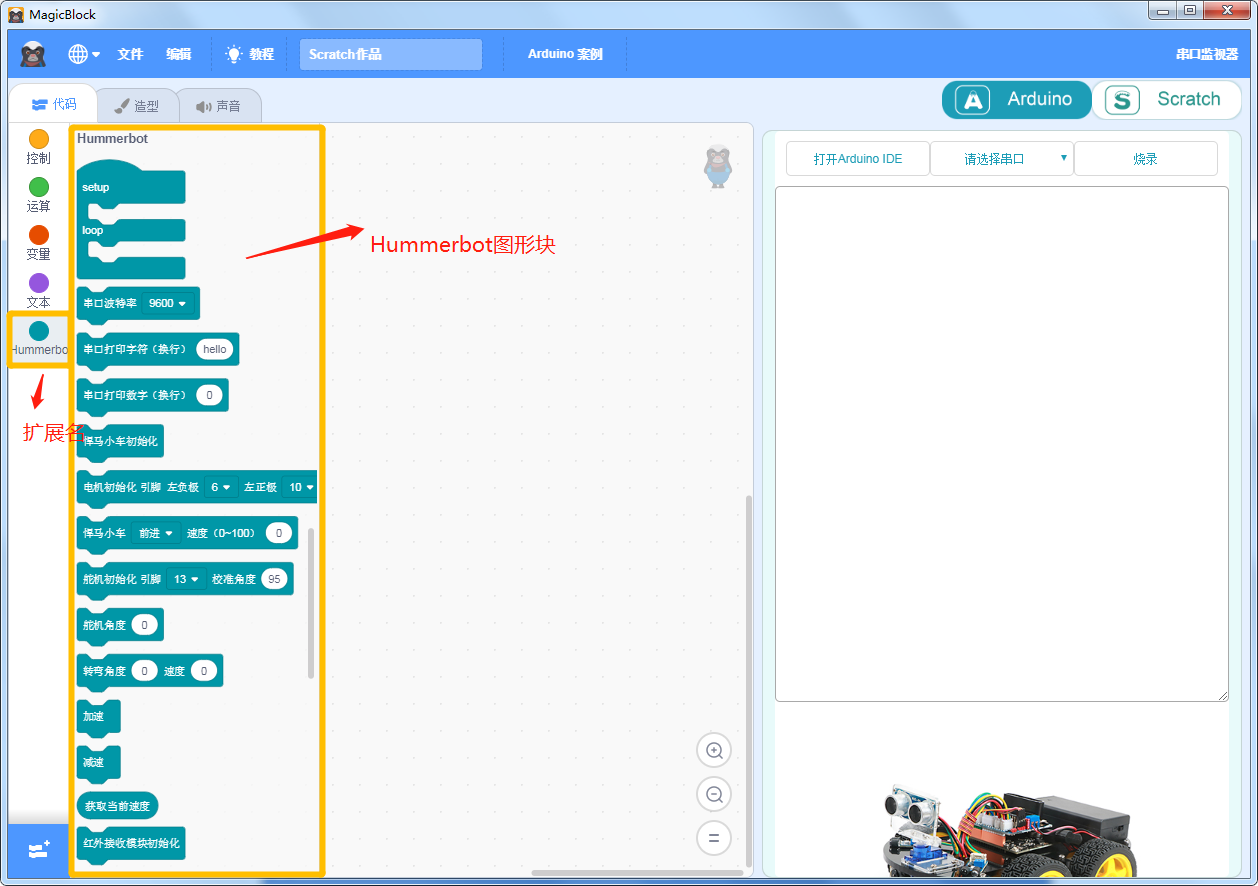 MagicBlock
文件 编辑 教程 Scratch作品 Arduino 案例 串口监视器
代码 造型 声音
Arduino Scratch
控制
运算
变量
文本
Hummerbo
扩展名
Hummerbot
setup
loop
串口波特率 9600
串口打印字符（换行） hello
串口打印数字（换行） 0
悍马小车初始化
电机初始化 引脚 左负极 6 左正极 10
悍马小车 前进 速度（0~100） 0
舵机初始化 引脚 13 校准角度 95
舵机角度 0
转弯角度 0 速度 0
加速
减速
获取当前速度
红外接收模块初始化
Hummerbot图形块
打开Arduino IDE 请选择串口 烧录